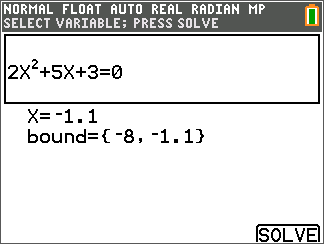 NORMAL FLOAT AUTO REAL RADIAN MP
SELECT VARIABLE; PRESS SOLVE
2X²+5X+3=0
X=⁻1.1
bound={⁻8, ⁻1.1}
SOLVE